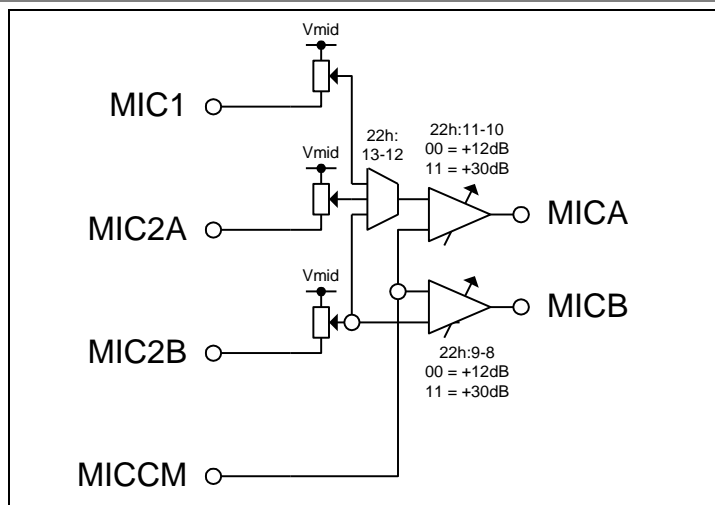 Vmid
MIC1
22h:
13-12
22h:11-10
00 = +12dB
11 = +30dB
Vmid
MIC2A
MICA
Vmid
MIC2B
MICB
22h:9-8
00 = +12dB
11 = +30dB
MICCM